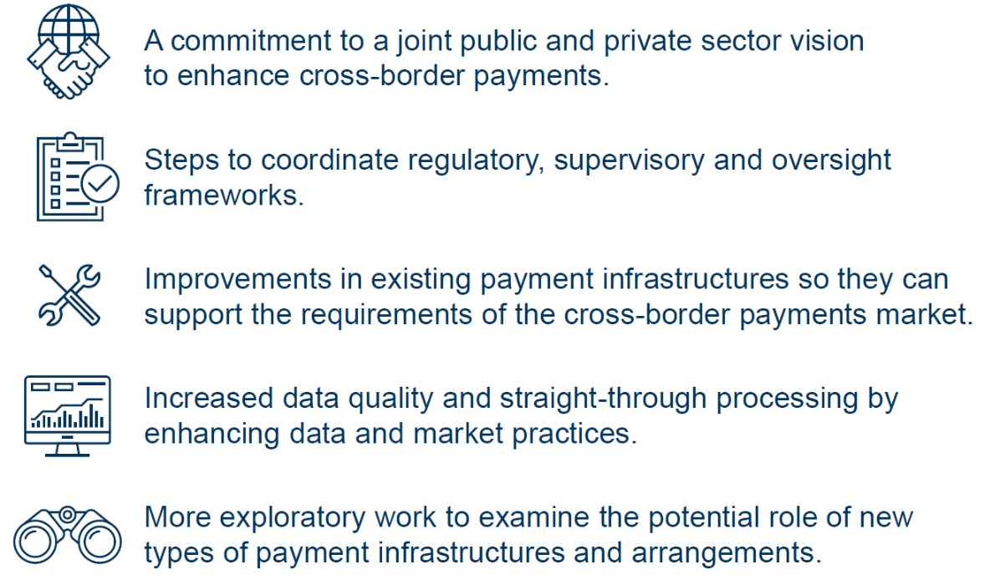 A commitment to a joint public and private sector vision
to enhance cross-border payments.
Steps to coordinate regulatory, supervisory and oversight
frameworks.
Improvements in existing payment infrastructures so they can
support the requirements of the cross-border payments market.
Increased data quality and straight-through processing by
enhancing data and market practices.
More exploratory work to examine the potential role of new
types of payment infrastructures and arrangements.